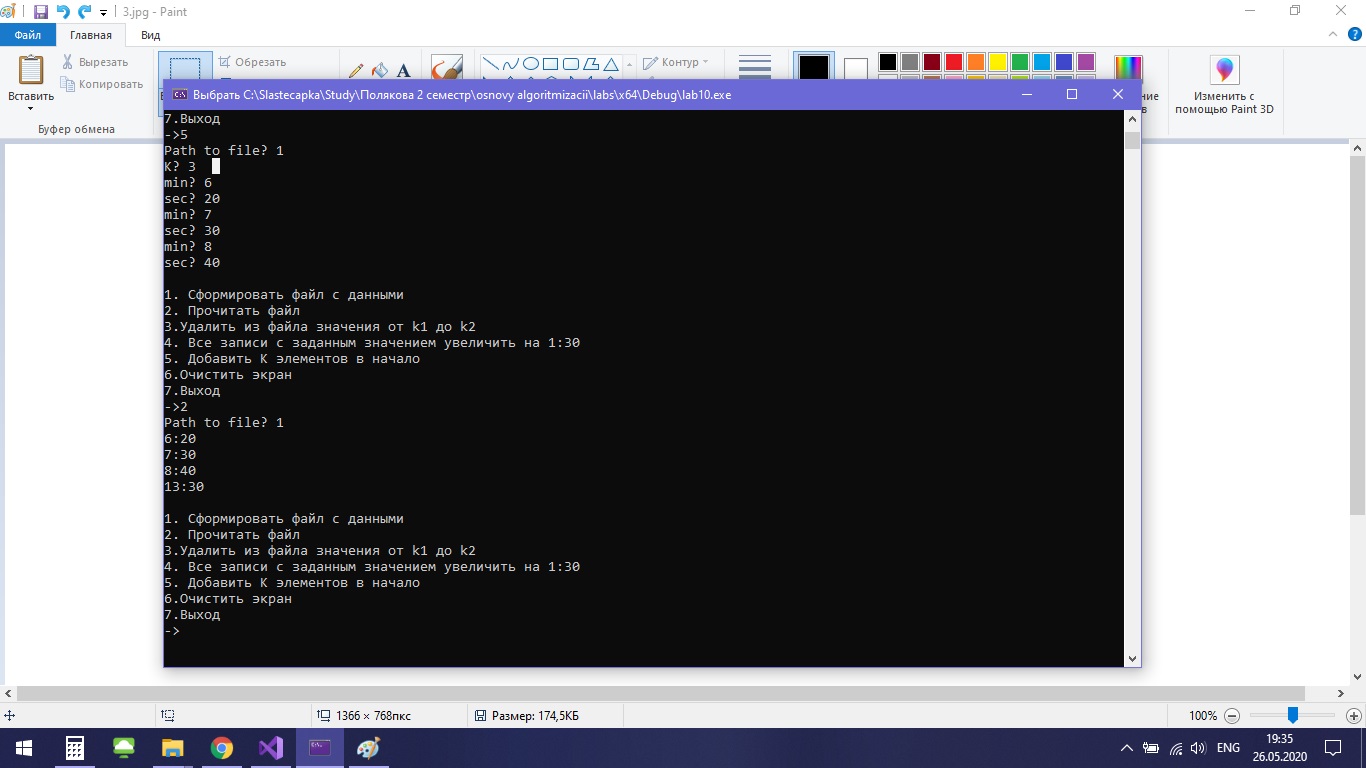 3.jpg - Paint
Файл
Главная
Вид
Вставить
Вырезать
Копировать
Буфер обмена
Обрезать
A
Контур
Изменить с
помощью Paint 3D
Выбрать C:\Slastecapka\Study\Полякова 2 семестр\osnovy algoritmizacii\labs\x64\Debug\lab10.exe
7.Выход
->5
Path to file? 1
K? 3
min? 6
sec? 20
min? 7
sec? 30
min? 8
sec? 40
1. Сформировать файл с данными
2. Прочитать файл
3.Удалить из файла значения от k1 до k2
4. Все записи с заданным значением увеличить на 1:30
5. Добавить K элементов в начало
6.Очистить экран
7.Выход
->2
Path to file? 1
6:20
7:30
8:40
13:30
1. Сформировать файл с данными
2. Прочитать файл
3.Удалить из файла значения от k1 до k2
4. Все записи с заданным значением увеличить на 1:30
5. Добавить K элементов в начало
6.Очистить экран
7.Выход
->
1366 × 768пкс
Размер: 174,5КБ
100%
ENG
19:35
26.05.2020